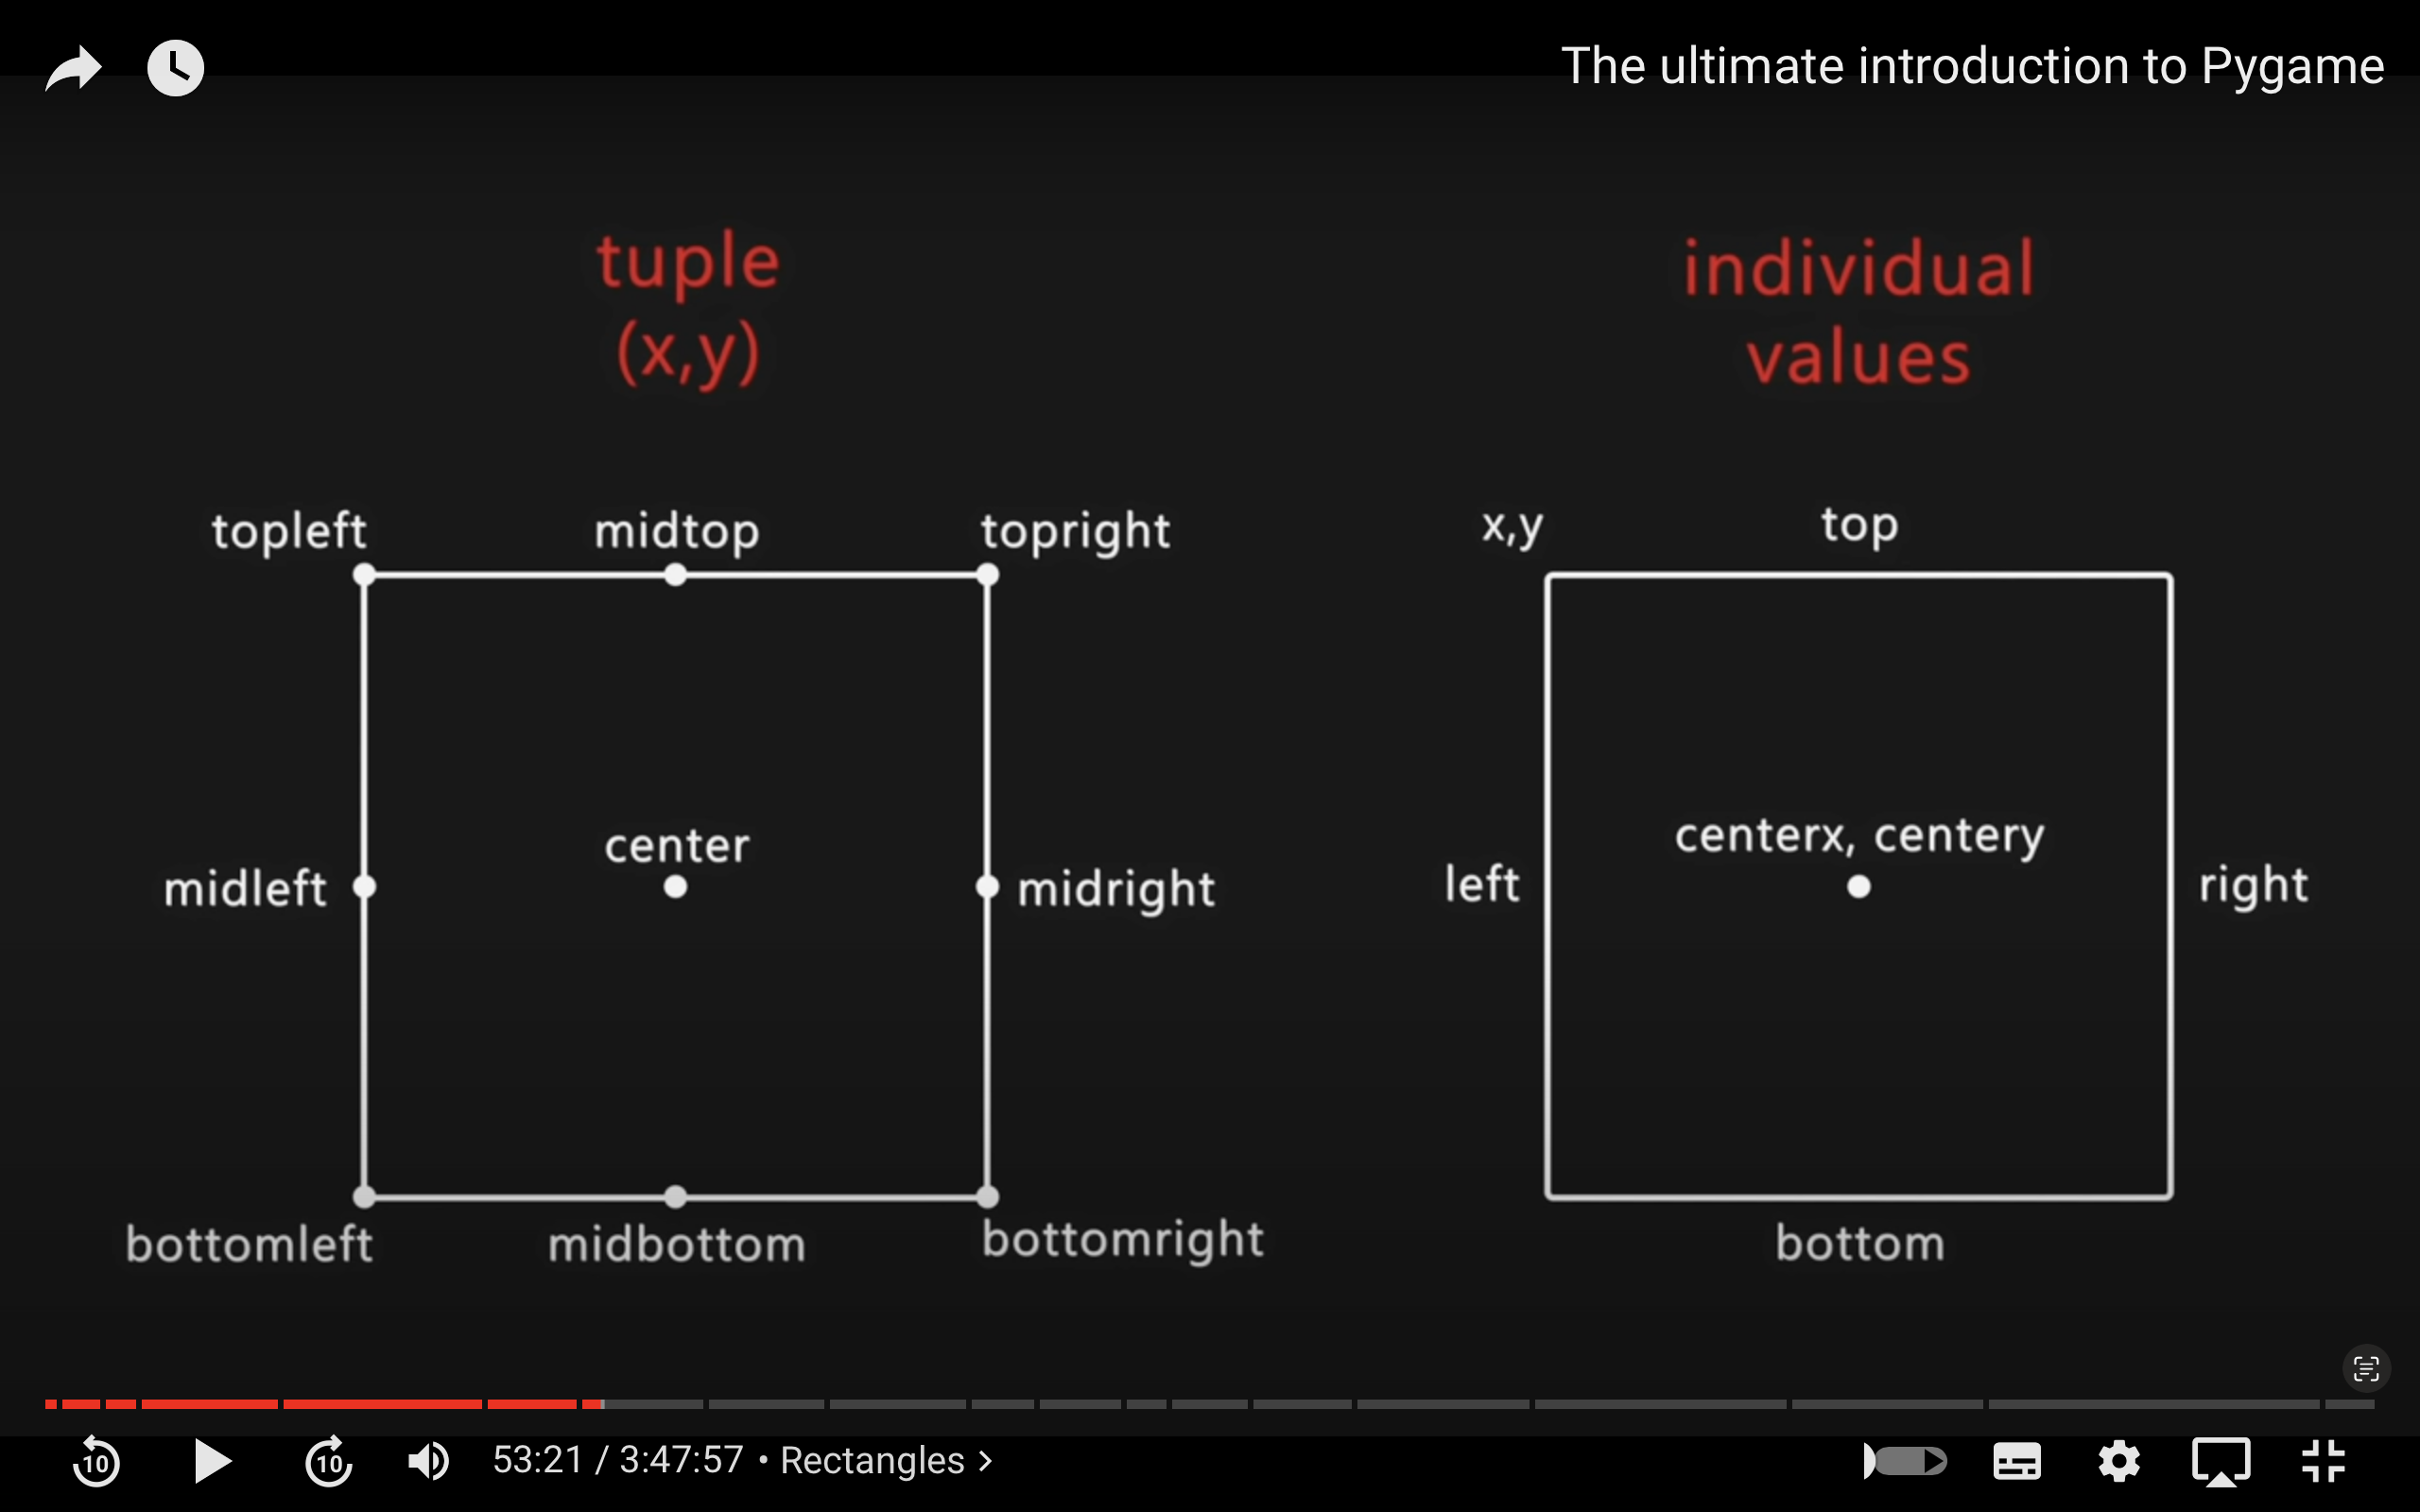 The ultimate introduction to Pygame
tuple
(x,y)
individual
values
topleft midtop topright
x,y top
center
midleft midright
centerx, centery
left right
bottomleft midbottom bottomright
bottom
10 10 53:21 / 3:47:57 • Rectangles >